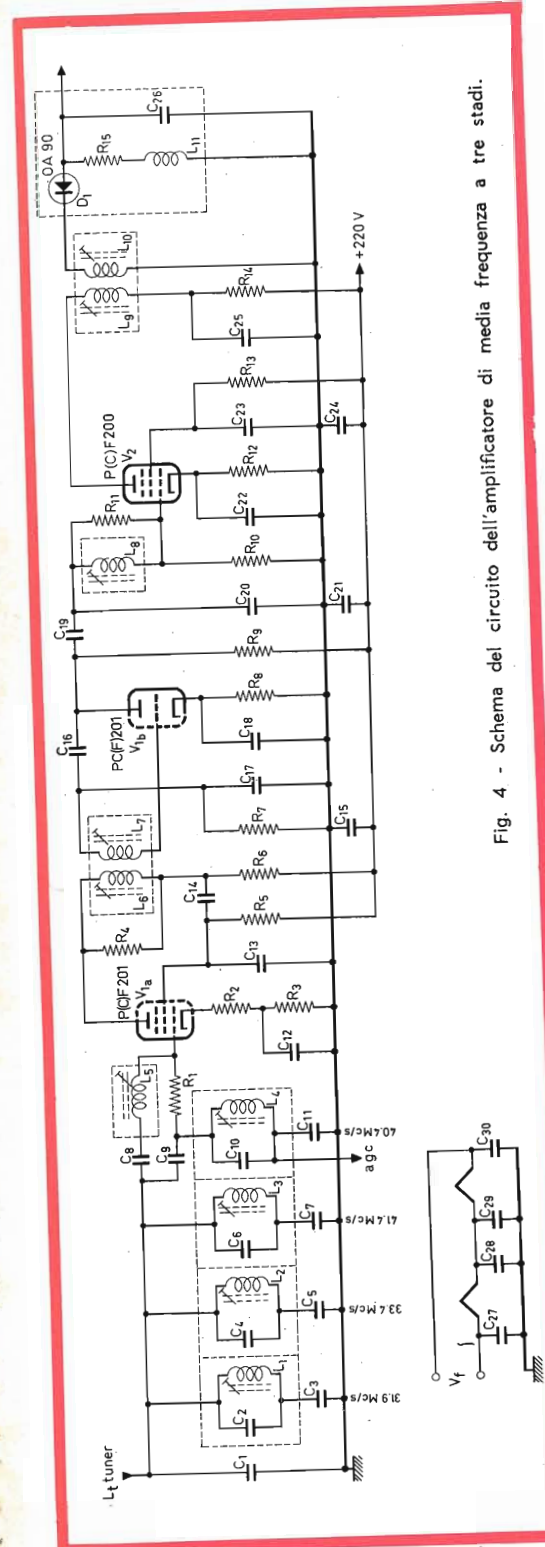 Lt tuner
C1
C2
C3
L1
31.9 Mc/s
C4
C5
L2
33.4 Mc/s
C6
C7
L3
41.4 Mc/s
C8
C9
C10
C11
L4
40.4 Mc/s
agc
L5
R1
P(C)F201
V1a
C12
R2
R3
R4
C13
C14
R5
R6
L6
L7
C15
R7
C17
C16
PC(F)201
V1b
C18
R8
R9
C19
C20
C21
L8
R10
R11
P(C)F200
V2
C22
R12
C23
R13
C24
C25
R14
L9
L10
+220 V
OA 90
D1
R15
L11
C26
Vf
C27
C28
C29
C30
Fig. 4 - Schema del circuito dell'amplificatore di media frequenza a tre stadi.